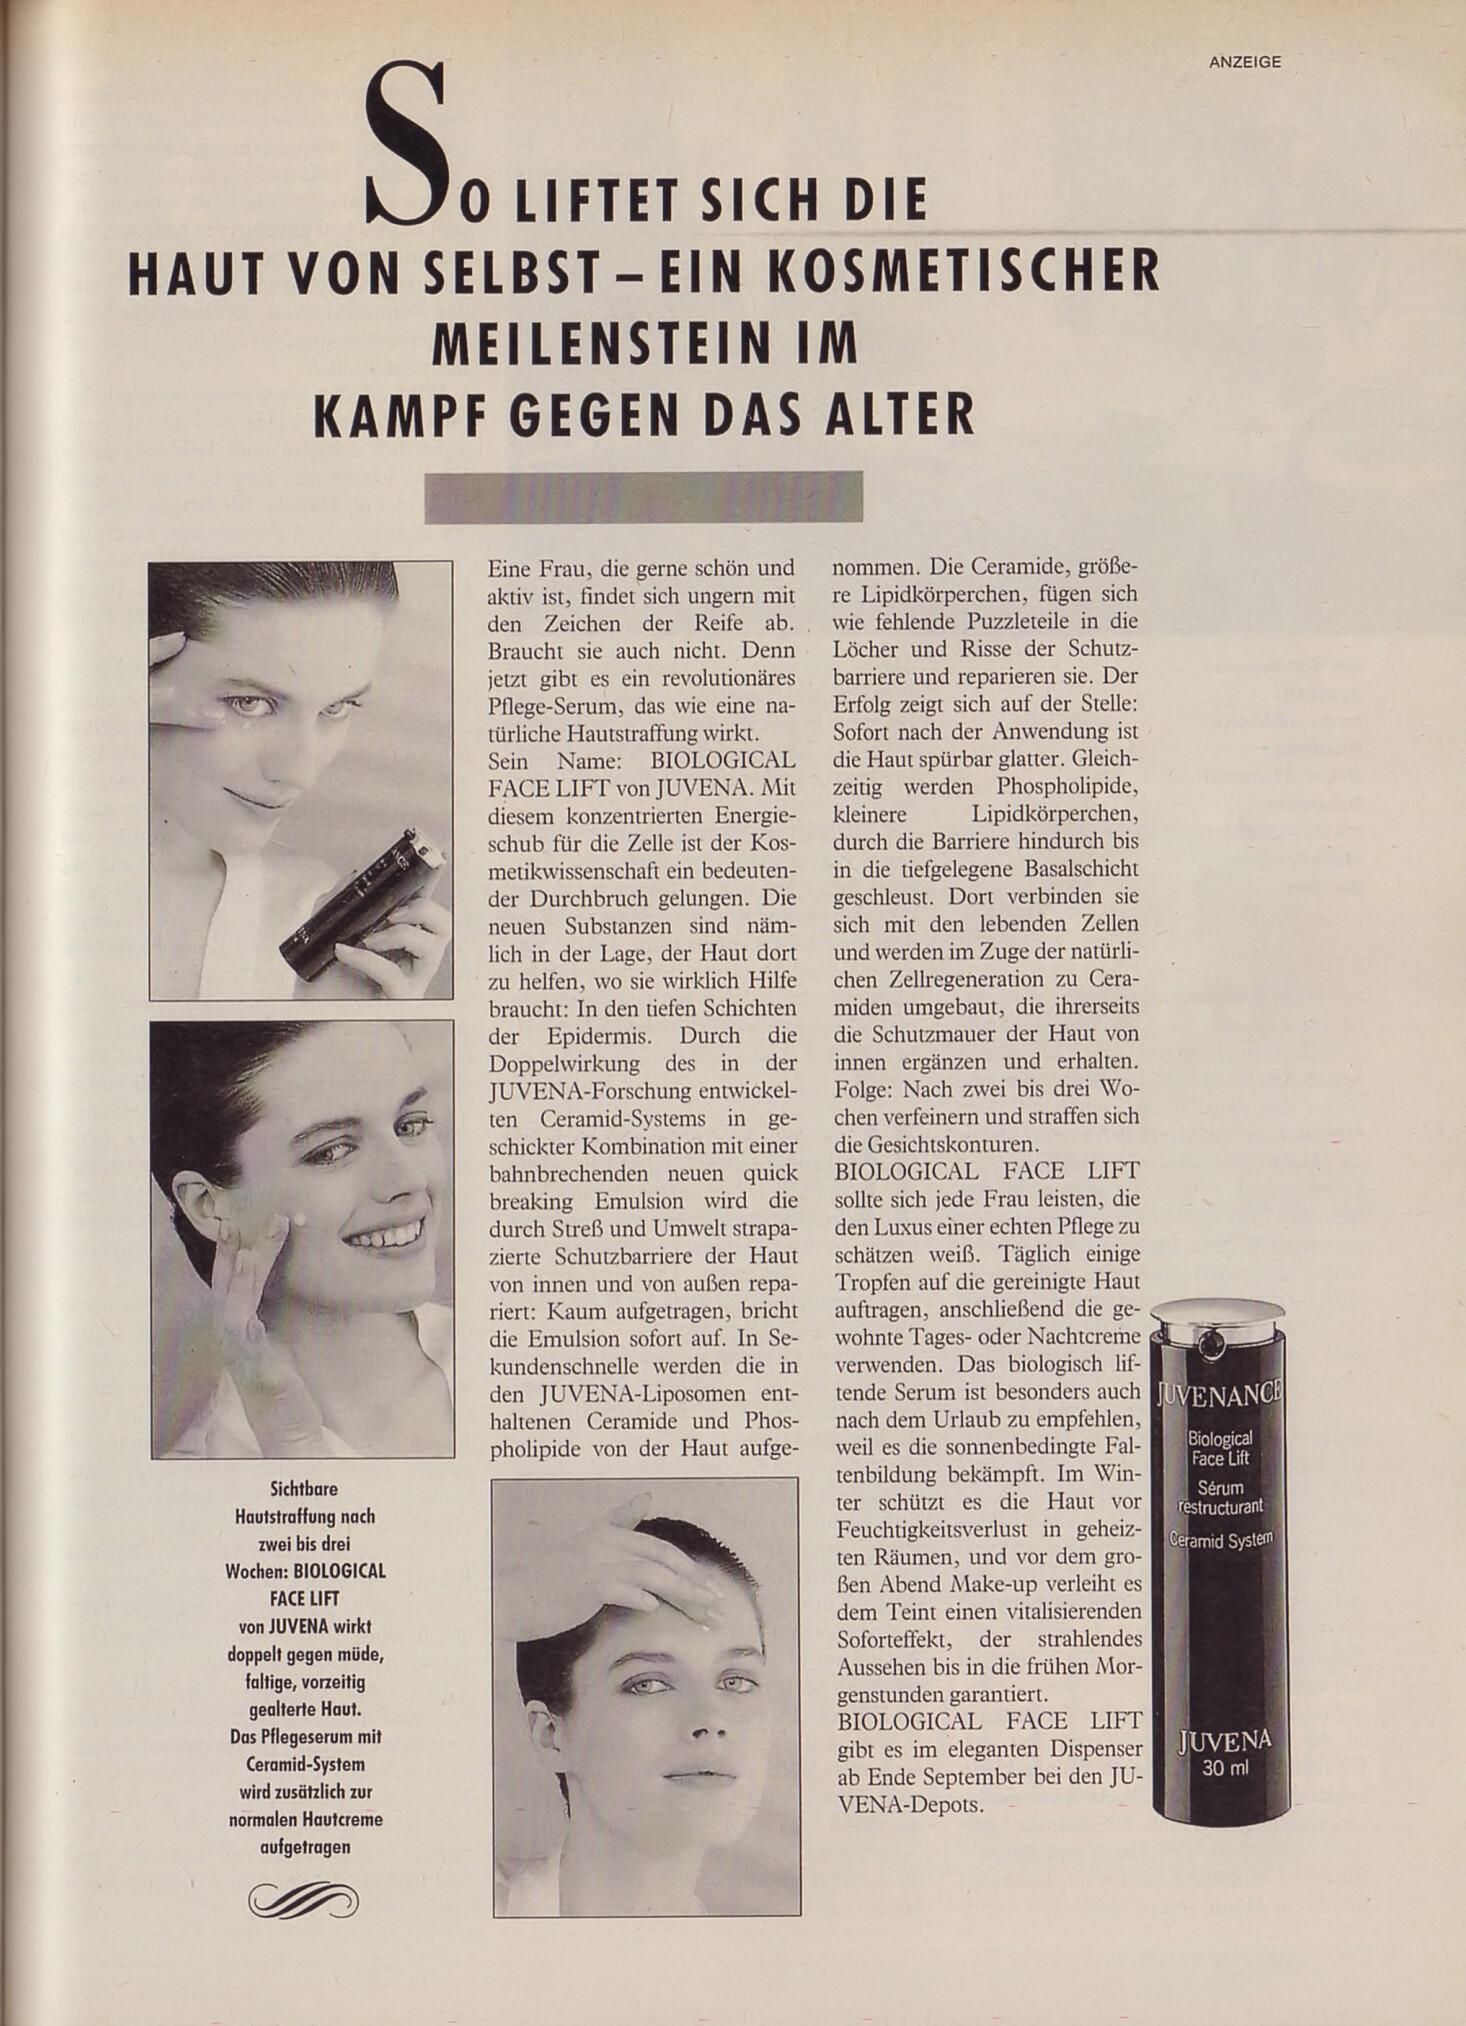 ANZEIGE
SO LIFTET SICH DIE
HAUT VON SELBST – EIN KOSMETISCHER
MEILENSTEIN IM
KAMPF GEGEN DAS ALTER
Eine Frau, die gerne schön und
aktiv ist, findet sich ungern mit
den Zeichen der Reife ab.
Braucht sie auch nicht. Denn
jetzt gibt es ein revolutionäres
Pflege-Serum, das wie eine na-
türliche Hautstraffung wirkt.
Sein Name: BIOLOGICAL
FACE LIFT von JUVENA. Mit
diesem konzentrierten Energie-
schub für die Zelle ist der Kos-
metikwissenschaft ein bedeuten-
der Durchbruch gelungen. Die
neuen Substanzen sind näm-
lich in der Lage, der Haut dort
zu helfen, wo sie wirklich Hilfe
braucht: In den tiefen Schichten
der Epidermis. Durch die
Doppelwirkung des in der
JUVENA-Forschung entwickel-
ten Ceramid-Systems in ge-
schickter Kombination mit einer
bahnbrechenden neuen quick
breaking Emulsion wird die
durch Streß und Umwelt strapa-
zierte Schutzbarriere der Haut
von innen und von außen repa-
riert: Kaum aufgetragen, bricht
die Emulsion sofort auf. In Se-
kundenschnelle werden die in
den JUVENA-Liposomen ent-
haltenen Ceramide und Phos-
pholipide von der Haut aufge-
nommen. Die Ceramide, größe-
re Lipidkörperchen, fügen sich
wie fehlende Puzzleteile in die
Löcher und Risse der Schutz-
barriere und reparieren sie. Der
Erfolg zeigt sich auf der Stelle:
Sofort nach der Anwendung ist
die Haut spürbar glatter. Gleich-
zeitig werden Phospholipide,
kleinere Lipidkörperchen,
durch die Barriere hindurch bis
in die tiefgelegene Basalschicht
geschleust. Dort verbinden sie
sich mit den lebenden Zellen
und werden im Zuge der natürli-
chen Zellregeneration zu Cera-
miden umgebaut, die ihrerseits
die Schutzmauer der Haut von
innen ergänzen und erhalten.
Folge: Nach zwei bis drei Wo-
chen verfeinern und straffen sich
die Gesichtskonturen.
BIOLOGICAL FACE LIFT
sollte sich jede Frau leisten, die
den Luxus einer echten Pflege zu
schätzen weiß. Täglich einige
Tropfen auf die gereinigte Haut
auftragen, anschließend die ge-
wohnte Tages- oder Nachtcreme
verwenden. Das biologisch lif-
tende Serum ist besonders auch
nach dem Urlaub zu empfehlen,
weil es die sonnenbedingte Fal-
tenbildung bekämpft. Im Win-
ter schützt es die Haut vor
Feuchtigkeitsverlust in geheiz-
ten Räumen, und vor dem gro-
ßen Abend Make-up verleiht es
dem Teint einen vitalisierenden
Soforteffekt, der strahlendes
Aussehen bis in die frühen Mor-
genstunden garantiert.
BIOLOGICAL FACE LIFT
gibt es im eleganten Dispenser
ab Ende September bei den JU-
VENA-Depots.
Sichtbare
Hautstraffung nach
zwei bis drei
Wochen: BIOLOGICAL
FACE LIFT
von JUVENA wirkt
doppelt gegen müde,
faltige, vorzeitig
gealterte Haut.
Das Pflegeserum mit
Ceramid-System
wird zusätzlich zur
normalen Hautcreme
aufgetragen
JUVENANCE
Biological
Face Lift
Sérum
restructurant
Ceramid System
JUVENA
30 ml